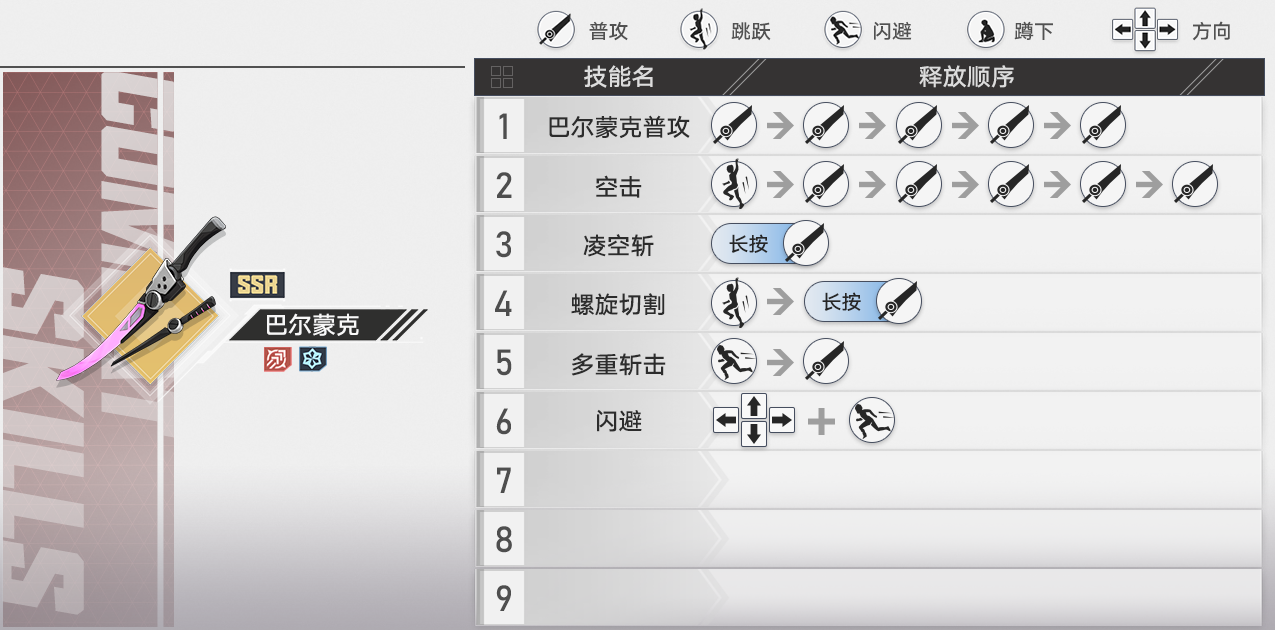 普攻 跳跃 闪避 蹲下 方向
技能名 释放顺序
COMBAT
SKILLS
SSR
巴尔蒙克
1 巴尔蒙克普攻
2 空击
3 凌空斩 长按
4 螺旋切割 长按
5 多重斩击
6 闪避
7
8
9